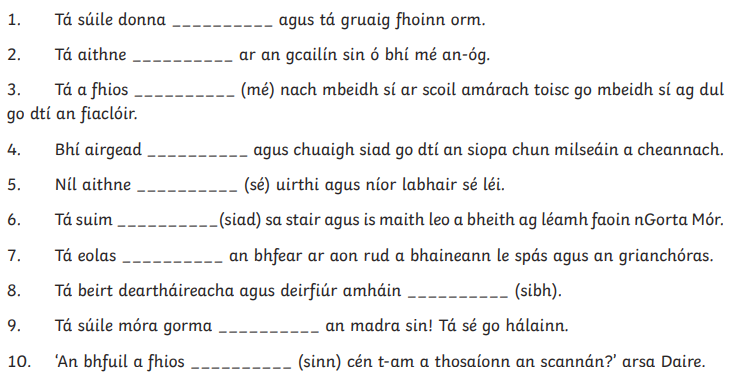 1. Tá súile donna __________ agus tá gruaig fhoinn orm.
2. Tá aithne __________ ar an gcailín sin ó bhí mé an-óg.
3. Tá a fhios __________ (mé) nach mbeidh sí ar scoil amárach toisc go mbeidh sí ag dul
go dtí an fiaclóir.
4. Bhí airgead __________ agus chuaigh siad go dtí an siopa chun milseáin a cheannach.
5. Níl aithne __________ (sé) uirthi agus níor labhair sé léi.
6. Tá suim __________(siad) sa stair agus is maith leo a bheith ag léamh faoin nGorta Mór.
7. Tá eolas __________ an bhfear ar aon rud a bhaineann le spás agus an grianchóras.
8. Tá beirt deartháireacha agus deirfiúr amháin __________ (sibh).
9. Tá súile móra gorma __________ an madra sin! Tá sé go hálainn.
10. ‘An bhfuil a fhios __________ (sinn) cén t-am a thosaíonn an scannán?’ arsa Daire.